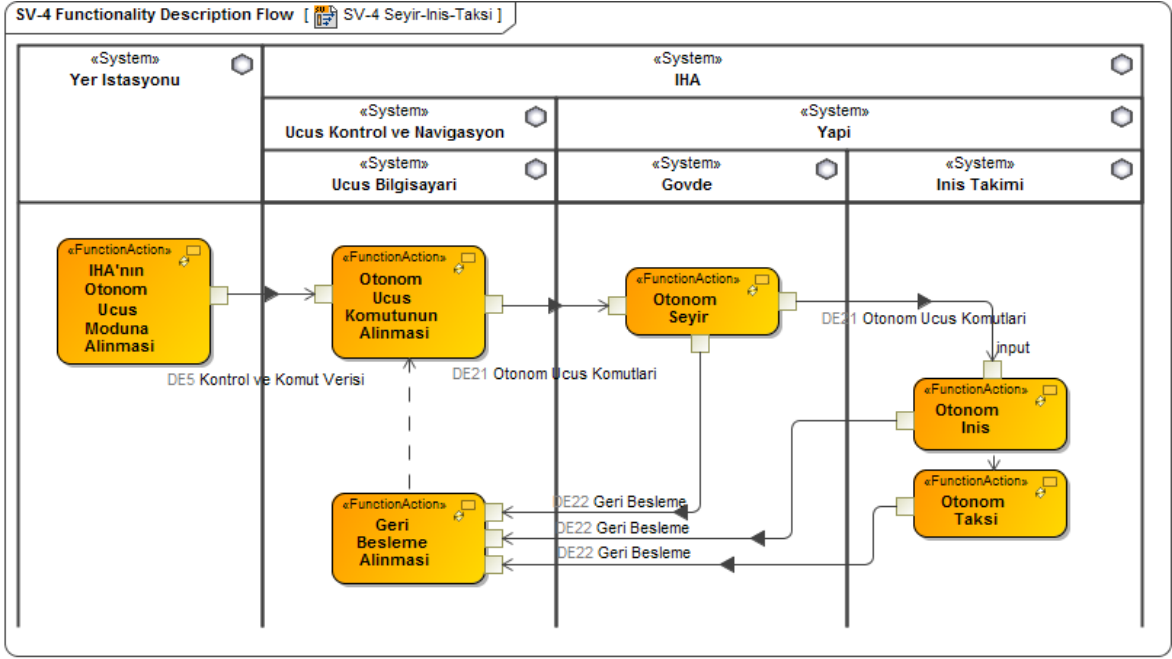 SV-4 Functionality Description Flow [ SV-4 Seyir-Inis-Taksi ]
«System»
Yer Istasyonu
«System»
IHA
«System»
Ucus Kontrol ve Navigasyon
«System»
Yapi
«System»
Ucus Bilgisayari
«System»
Govde
«System»
Inis Takimi
«FunctionAction»
IHA'nın
Otonom
Ucus
Moduna
Alinmasi
«FunctionAction»
Otonom
Ucus
Komutunun
Alinmasi
«FunctionAction»
Otonom
Seyir
DE5 Kontrol ve Komut Verisi
DE21 Otonom Ucus Komutlari
DE21 Otonom Ucus Komutlari
input
«FunctionAction»
Otonom
Inis
«FunctionAction»
Otonom
Taksi
«FunctionAction»
Geri
Besleme
Alinmasi
DE22 Geri Besleme
DE22 Geri Besleme
DE22 Geri Besleme